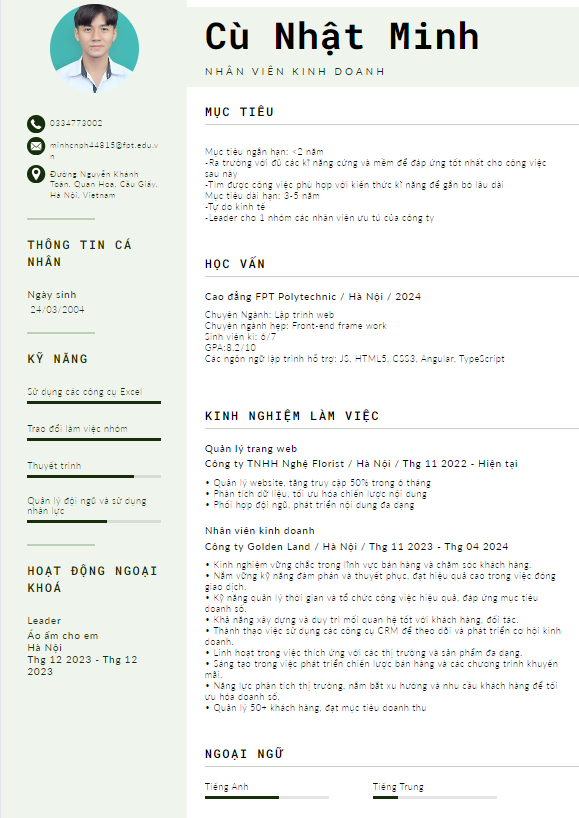 Cù Nhật Minh
NHÂN VIÊN KINH DOANH
0334773002
minhcnph44815@fpt.edu.v
n
Đường Nguyễn Khánh
Toàn, Quan Hoa, Cầu Giấy,
Hà Nội, Vietnam
THÔNG TIN CÁ
NHÂN
Ngày sinh
24/03/2004
KỸ NĂNG
Sử dụng các công cụ Excel
Trao đổi làm việc nhóm
Thuyết trình
Quản lý đội ngũ và sử dụng
nhân lực
HOẠT ĐỘNG NGOẠI
KHOÁ
Leader
Áo ấm cho em
Hà Nội
Thg 12 2023 - Thg 12
2023
MỤC TIÊU
Mục tiêu ngắn hạn: <2 năm
-Ra trường với đủ các kĩ năng cứng và mềm để đáp ứng tốt nhất cho công việc
sau này
-Tìm được công việc phù hợp với kiến thức kĩ năng để gắn bó lâu dài
Mục tiêu dài hạn: 3-5 năm
-Tự do kinh tế
-Leader cho 1 nhóm các nhân viên ưu tú của công ty
HỌC VẤN
Cao đẳng FPT Polytechnic / Hà Nội / 2024
Chuyên Ngành: Lập trình web
Chuyên ngành hẹp: Front-end frame work
Sinh viên kì: 6/7
GPA:8.2/10
Các ngôn ngữ lập trình hỗ trợ: JS, HTML5, CSS3, Angular, TypeScript
KINH NGHIỆM LÀM VIỆC
Quản lý trang web
Công ty TNHH Nghệ Florist / Hà Nội / Thg 11 2022 - Hiện tại
• Quản lý website, tăng truy cập 50% trong 6 tháng
• Phân tích dữ liệu, tối ưu hóa chiến lược nội dung
• Phối hợp đội ngũ, phát triển nội dung đa dạng
Nhân viên kinh doanh
Công ty Golden Land / Hà Nội / Thg 11 2023 - Thg 04 2024
• Kinh nghiệm vững chắc trong lĩnh vực bán hàng và chăm sóc khách hàng.
• Nắm vững kỹ năng đàm phán và thuyết phục, đạt hiệu quả cao trong việc đóng
giao dịch.
• Kỹ năng quản lý thời gian và tổ chức công việc hiệu quả, đáp ứng mục tiêu
doanh số.
• Khả năng xây dựng và duy trì mối quan hệ tốt với khách hàng, đối tác.
• Thành thạo việc sử dụng các công cụ CRM để theo dõi và phát triển cơ hội kinh
doanh.
• Linh hoạt trong việc thích ứng với các thị trường và sản phẩm đa dạng.
• Sáng tạo trong việc phát triển chiến lược bán hàng và các chương trình khuyến
mãi.
• Năng lực phân tích thị trường, nắm bắt xu hướng và nhu cầu khách hàng để tối
ưu hóa doanh số.
• Quản lý 50+ khách hàng, đạt mục tiêu doanh thu
NGOẠI NGỮ
Tiếng Anh
Tiếng Trung